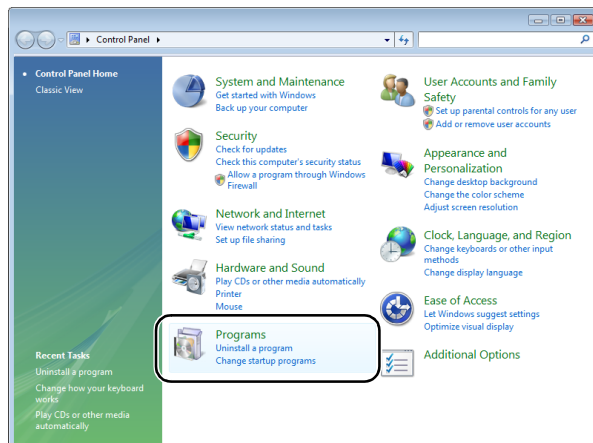 Control Panel
Control Panel Home
Classic View
Recent Tasks
Uninstall a program
Change how your keyboard
works
Play CDs or other media
automatically
System and Maintenance
Get started with Windows
Back up your computer
Security
Check for updates
Check this computer's security status
Allow a program through Windows
Firewall
Network and Internet
View network status and tasks
Set up file sharing
Hardware and Sound
Play CDs or other media automatically
Printer
Mouse
Programs
Uninstall a program
Change startup programs
User Accounts and Family
Safety
Set up parental controls for any user
Add or remove user accounts
Appearance and
Personalization
Change desktop background
Change the color scheme
Adjust screen resolution
Clock, Language, and Region
Change keyboards or other input
methods
Change display language
Ease of Access
Let Windows suggest settings
Optimize visual display
Additional Options